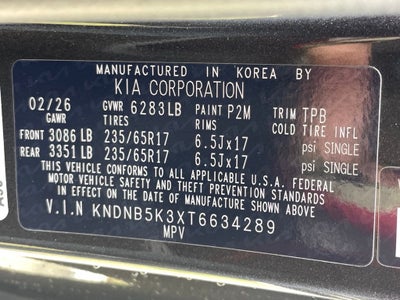 MANUFACTURED IN KOREA BY
KIA CORPORATION
02/26 GVWR 6283LB PAINT P2M TRIM TPB
GAWR TIRES RIMS COLD TIRE INFL
FRONT 3086 LB 235/65R17 6.5Jx17 psi SINGLE
REAR 3351 LB 235/65R17 6.5Jx17 psi SINGLE
THIS VEHICLE CONFORMS TO ALL APPLICABLE U.S.A. FEDERAL
MOTOR VEHICLE SAFETY AND THEFT PREVENTION STANDARDS
IN EFFECT ON THE DATE OF MANUFACTURE SHOWN ABOVE
V.I.N KNDNB5K3XT6634289
MPV